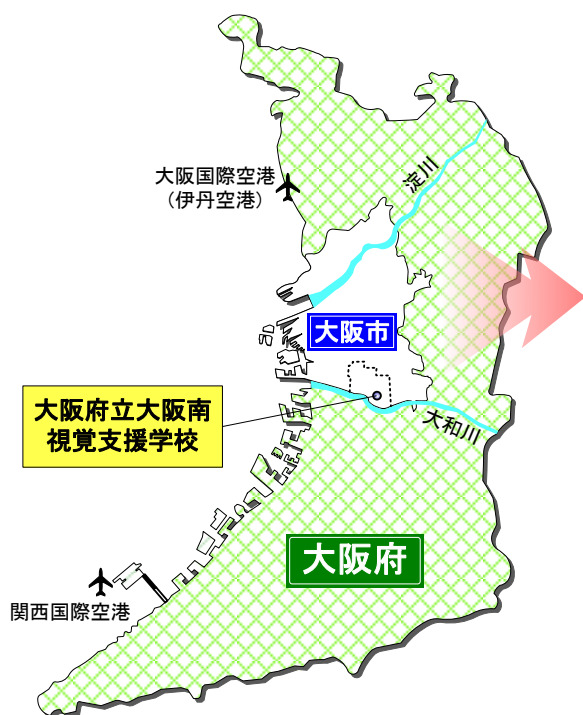 大阪国際空港
（伊丹空港）
淀川
大阪市
大阪府立大阪南
視覚支援学校
大和川
大阪府
関西国際空港